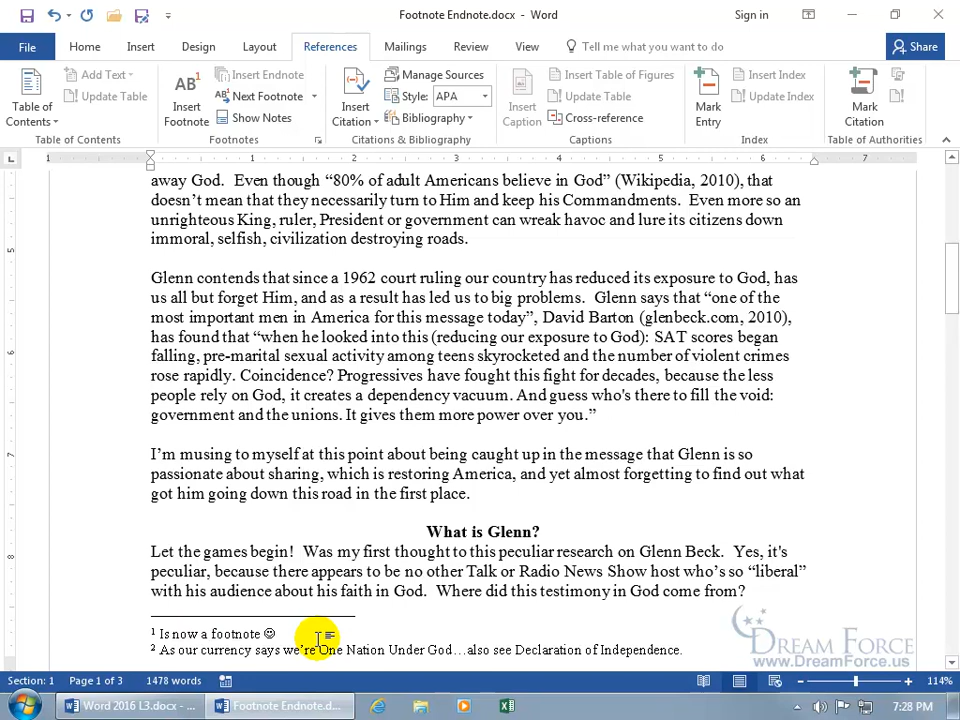 Footnote Endnote.docx - Word
Sign in
File
Home
Insert
Design
Layout
References
Mailings
Review
View
Tell me what you want to do
Share
Table of Contents
Add Text
Update Table
Table of Contents
AB1
Insert Footnote
Insert Endnote
Next Footnote
Show Notes
Footnotes
Insert Citation
Manage Sources
Style: APA
Bibliography
Citations & Bibliography
Insert Caption
Insert Table of Figures
Update Table
Cross-reference
Captions
Mark Entry
Insert Index
Update Index
Index
Mark Citation
Table of Authorities
1 1 2 3 4 5 6 7
away God.  Even though “80% of adult Americans believe in God” (Wikipedia, 2010), that
doesn’t mean that they necessarily turn to Him and keep his Commandments.  Even more so an
unrighteous King, ruler, President or government can wreak havoc and lure its citizens down
immoral, selfish, civilization destroying roads.
Glenn contends that since a 1962 court ruling our country has reduced its exposure to God, has
us all but forget Him, and as a result has led us to big problems.  Glenn says that “one of the
most important men in America for this message today”, David Barton (glenbeck.com, 2010),
has found that “when he looked into this (reducing our exposure to God): SAT scores began
falling, pre-marital sexual activity among teens skyrocketed and the number of violent crimes
rose rapidly. Coincidence? Progressives have fought this fight for decades, because the less
people rely on God, it creates a dependency vacuum. And guess who's there to fill the void:
government and the unions. It gives them more power over you.”
I’m musing to myself at this point about being caught up in the message that Glenn is so
passionate about sharing, which is restoring America, and yet almost forgetting to find out what
got him going down this road in the first place.
What is Glenn?
Let the games begin!  Was my first thought to this peculiar research on Glenn Beck.  Yes, it's
peculiar, because there appears to be no other Talk or Radio News Show host who’s so “liberal”
with his audience about his faith in God.  Where did this testimony in God come from?
1 Is now a footnote ☺
2 As our currency says we’re One Nation Under God…also see Declaration of Independence.
DREAM FORCE
www.DreamForce.us
Section: 1
Page 1 of 3
1478 words
114%
Word 2016 L3.docx - ...
Footnote Endnote.d...
7:28 PM